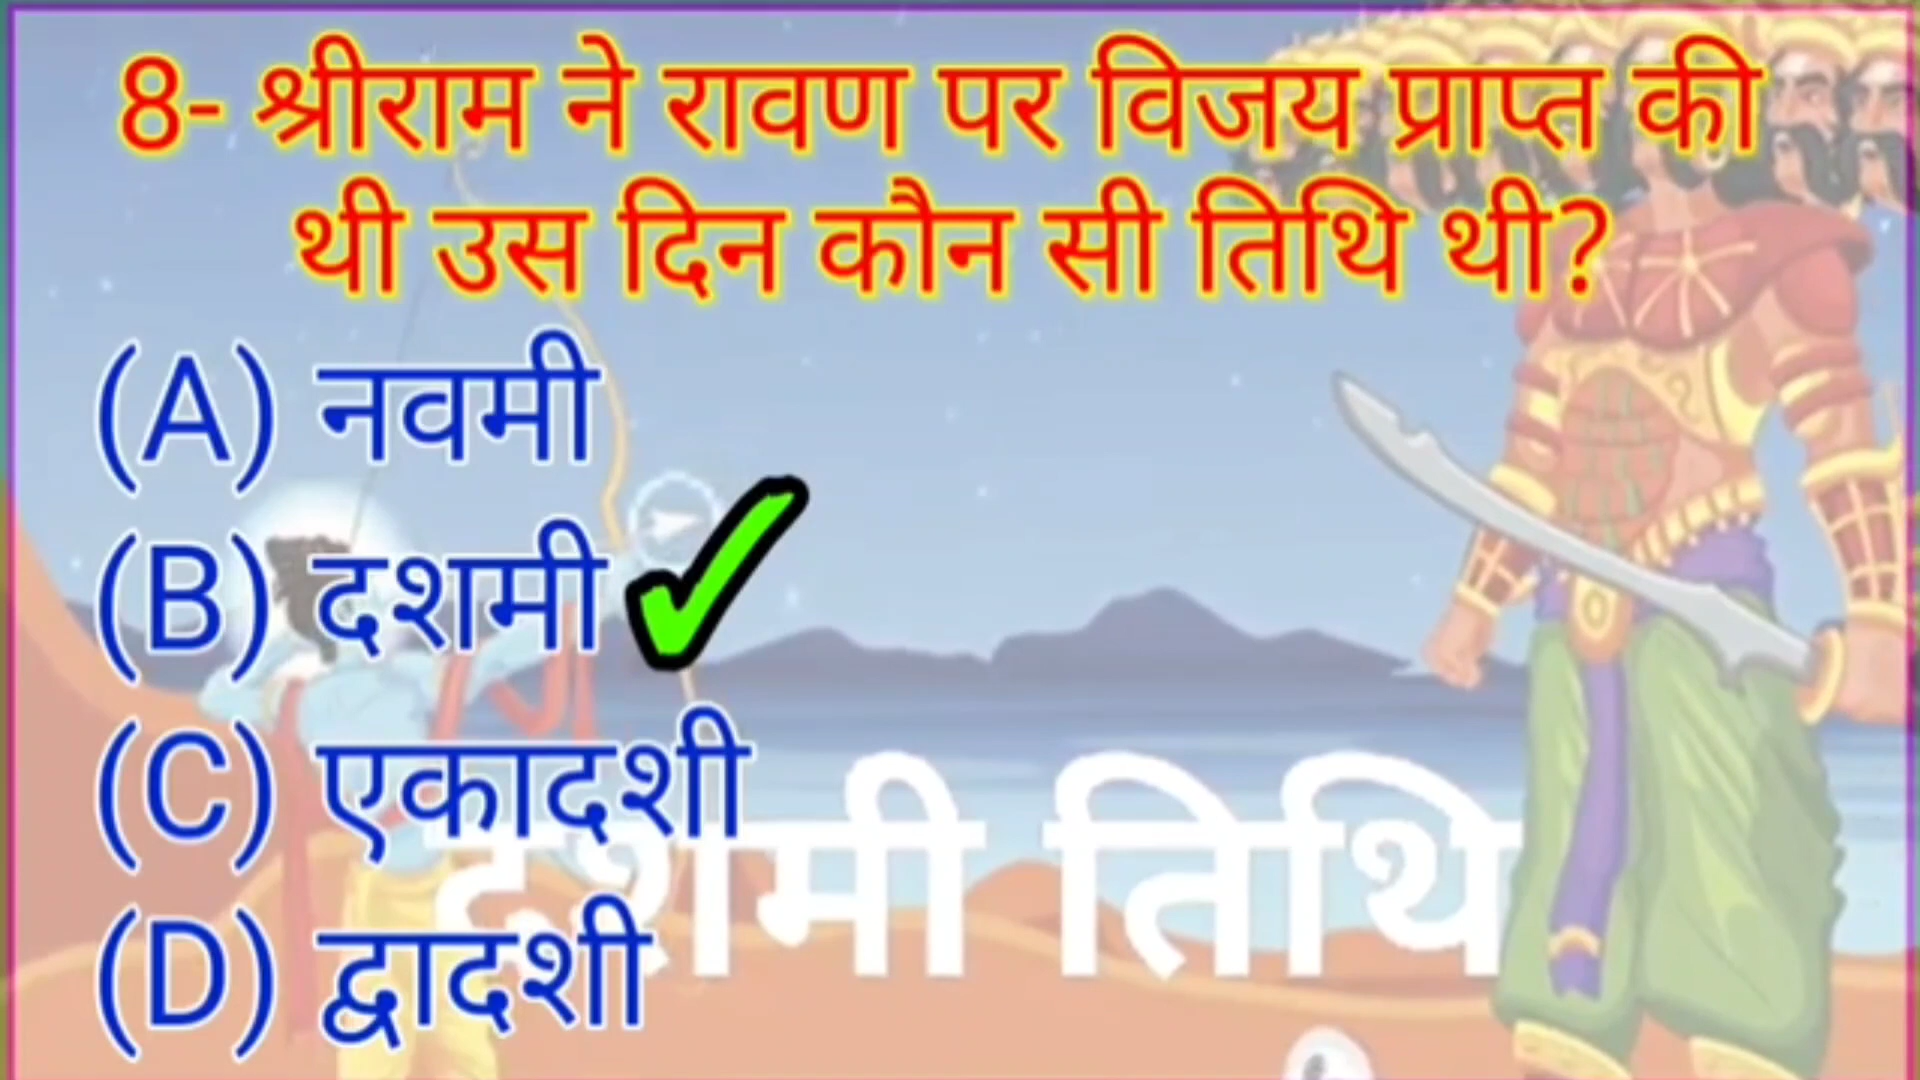 8- श्रीराम ने रावण पर विजय प्राप्त की
थी उस दिन कौन सी तिथि थी?
(A) नवमी
(B) दशमी
(C) एकादशी
दशमी तिथि
(D) द्वादशी